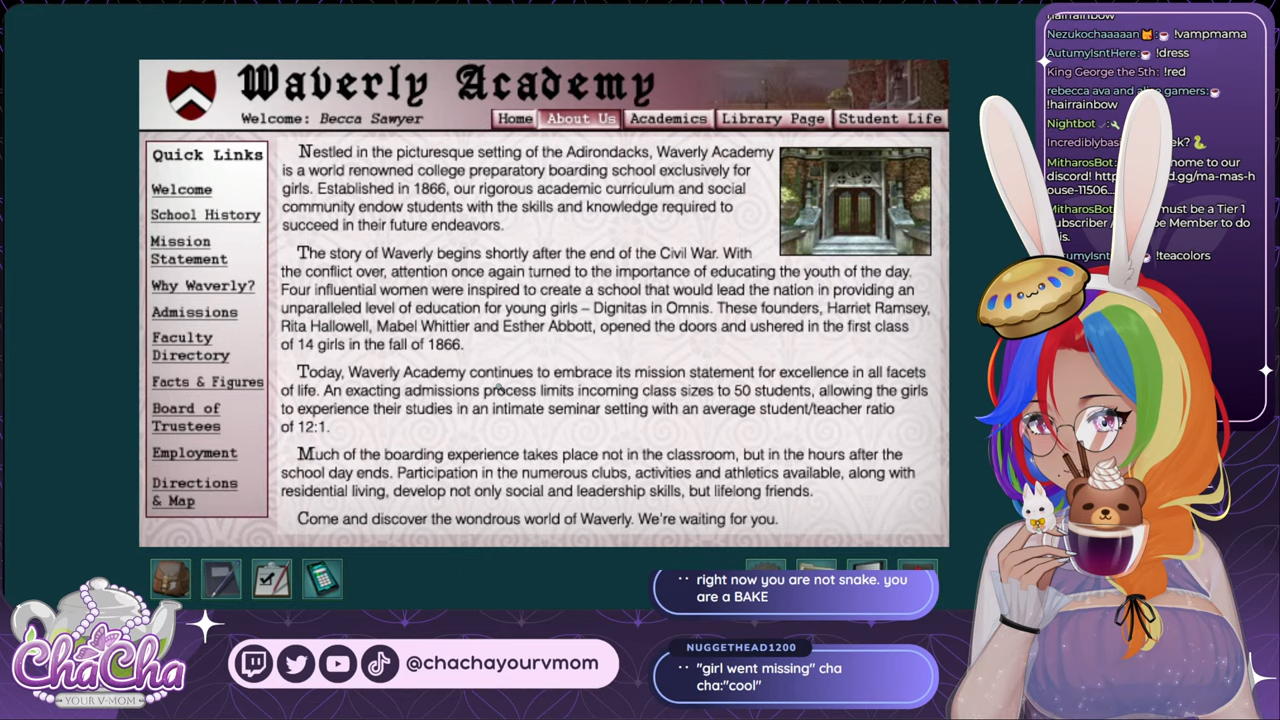 Waverly Academy
Welcome: Becca Sawyer
Home
About Us
Academics
Library Page
Student Life
Quick Links
Welcome
School History
Mission
Statement
Why Waverly?
Admissions
Faculty
Directory
Facts & Figures
Board of
Trustees
Employment
Directions
& Map
Nestled in the picturesque setting of the Adirondacks, Waverly Academy
is a world renowned college preparatory boarding school exclusively for
girls. Established in 1866, our rigorous academic curriculum and social
community endow students with the skills and knowledge required to
succeed in their future endeavors.
The story of Waverly begins shortly after the end of the Civil War. With
the conflict over, attention once again turned to the importance of educating the youth of the day.
Four influential women were inspired to create a school that would lead the nation in providing an
unparalleled level of education for young girls – Dignitas in Omnis. These founders, Harriet Ramsey,
Rita Hallowell, Mabel Whittier and Esther Abbott, opened the doors and ushered in the first class
of 14 girls in the fall of 1866.
Today, Waverly Academy continues to embrace its mission statement for excellence in all facets
of life. An exacting admissions process limits incoming class sizes to 50 students, allowing the girls
to experience their studies in an intimate seminar setting with an average student/teacher ratio
of 12:1.
Much of the boarding experience takes place not in the classroom, but in the hours after the
school day ends. Participation in the numerous clubs, activities and athletics available, along with
residential living, develop not only social and leadership skills, but lifelong friends.
Come and discover the wondrous world of Waverly. We're waiting for you.
hairrainbow
Nezukochaaaaan: !vampmama
AutumyIsntHere: !dress
King George the 5th: !red
rebecca ava and alie gamers:
!hairrainbow
Nightbot
Incrediblybas
MitharosBot: ome to our
discord! http d.gg/ma-mas-h
ouse-11506...
MitharosBot: must be a Tier 1
ubscriber / be Member to do
is.
tumyIsnt !teacolors
right now you are not snake. you
are a BAKE
NUGGETHEAD1200
"girl went missing" cha
cha:"cool"
ChaCha
YOUR V-MOM
@chachayourvmom